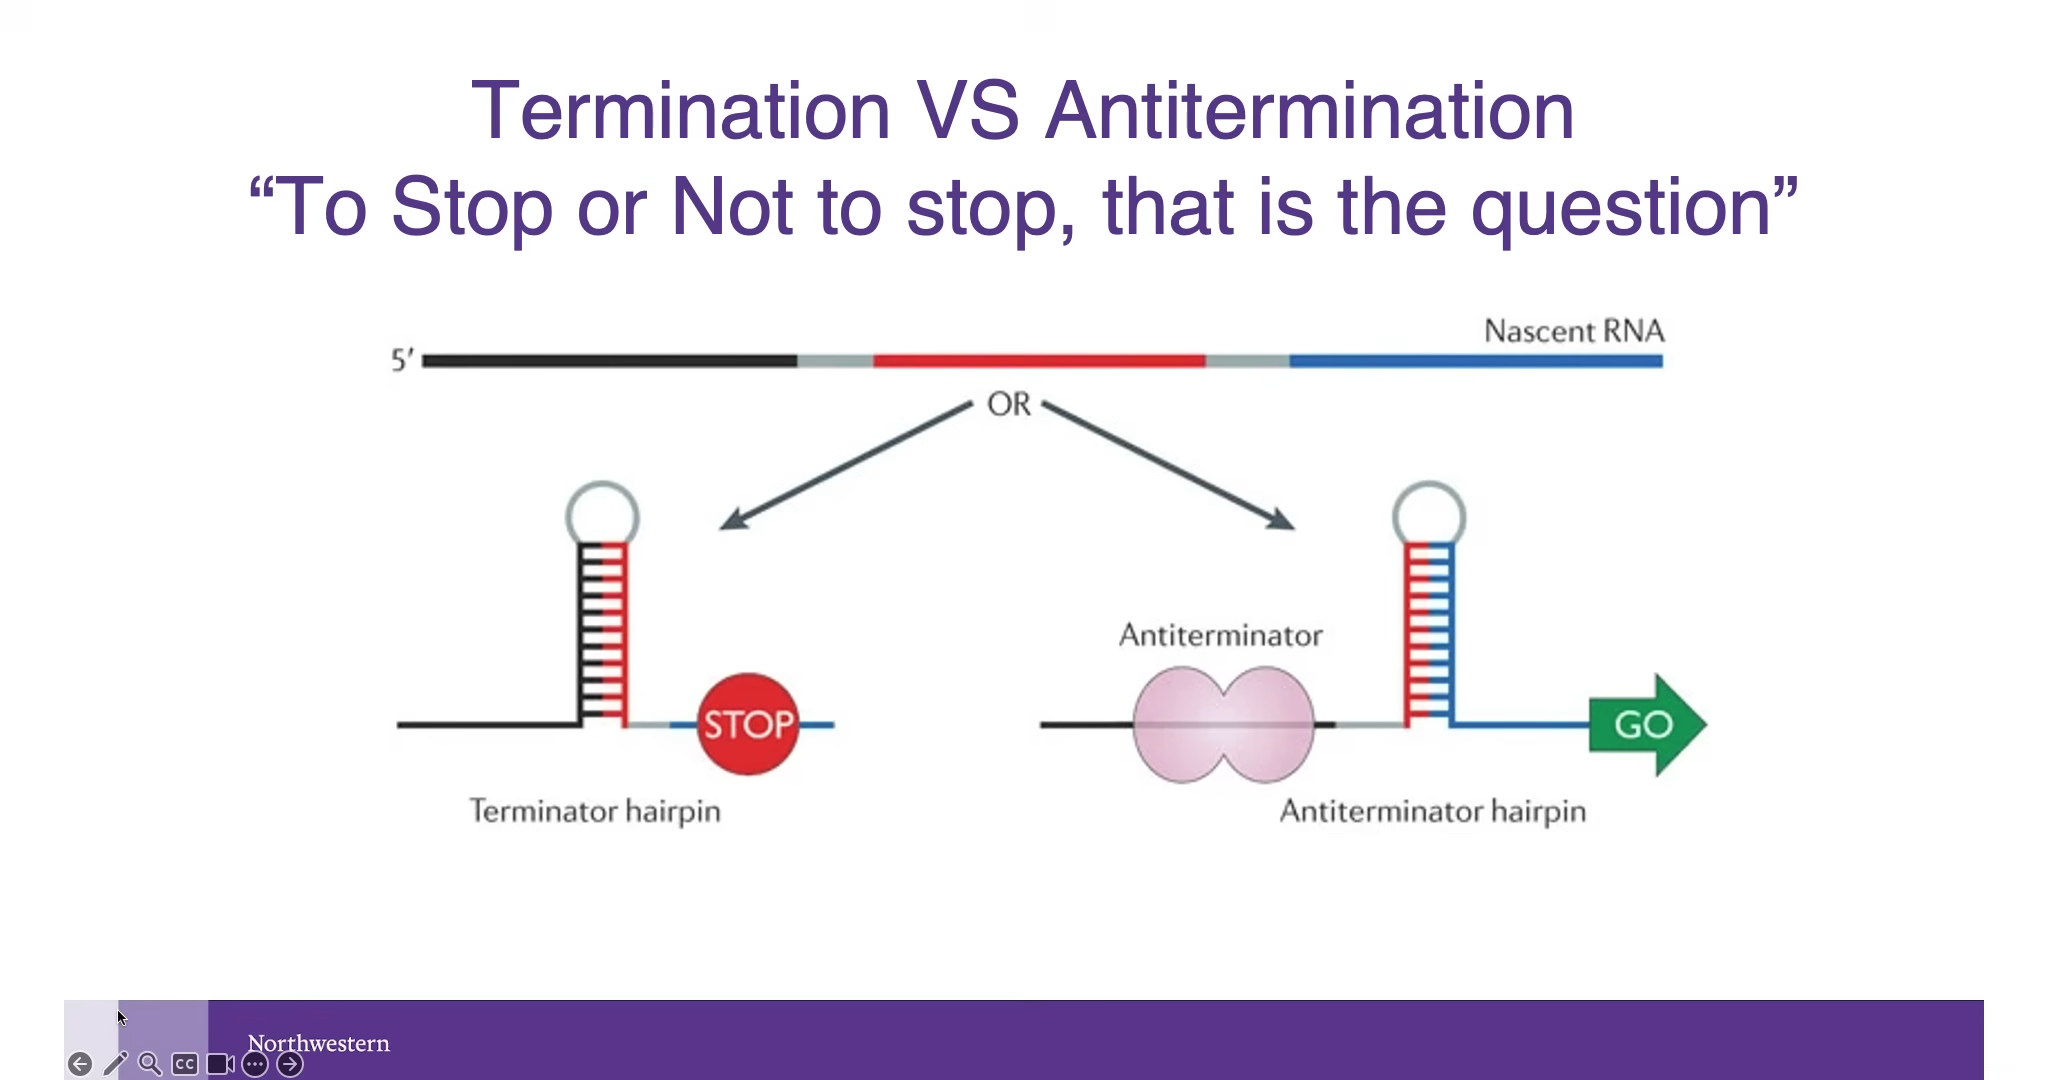 Termination VS Antitermination
“To Stop or Not to stop, that is the question”
Nascent RNA
5′
OR
Antiterminator
STOP
GO
Terminator hairpin
Antiterminator hairpin
Northwestern
CC